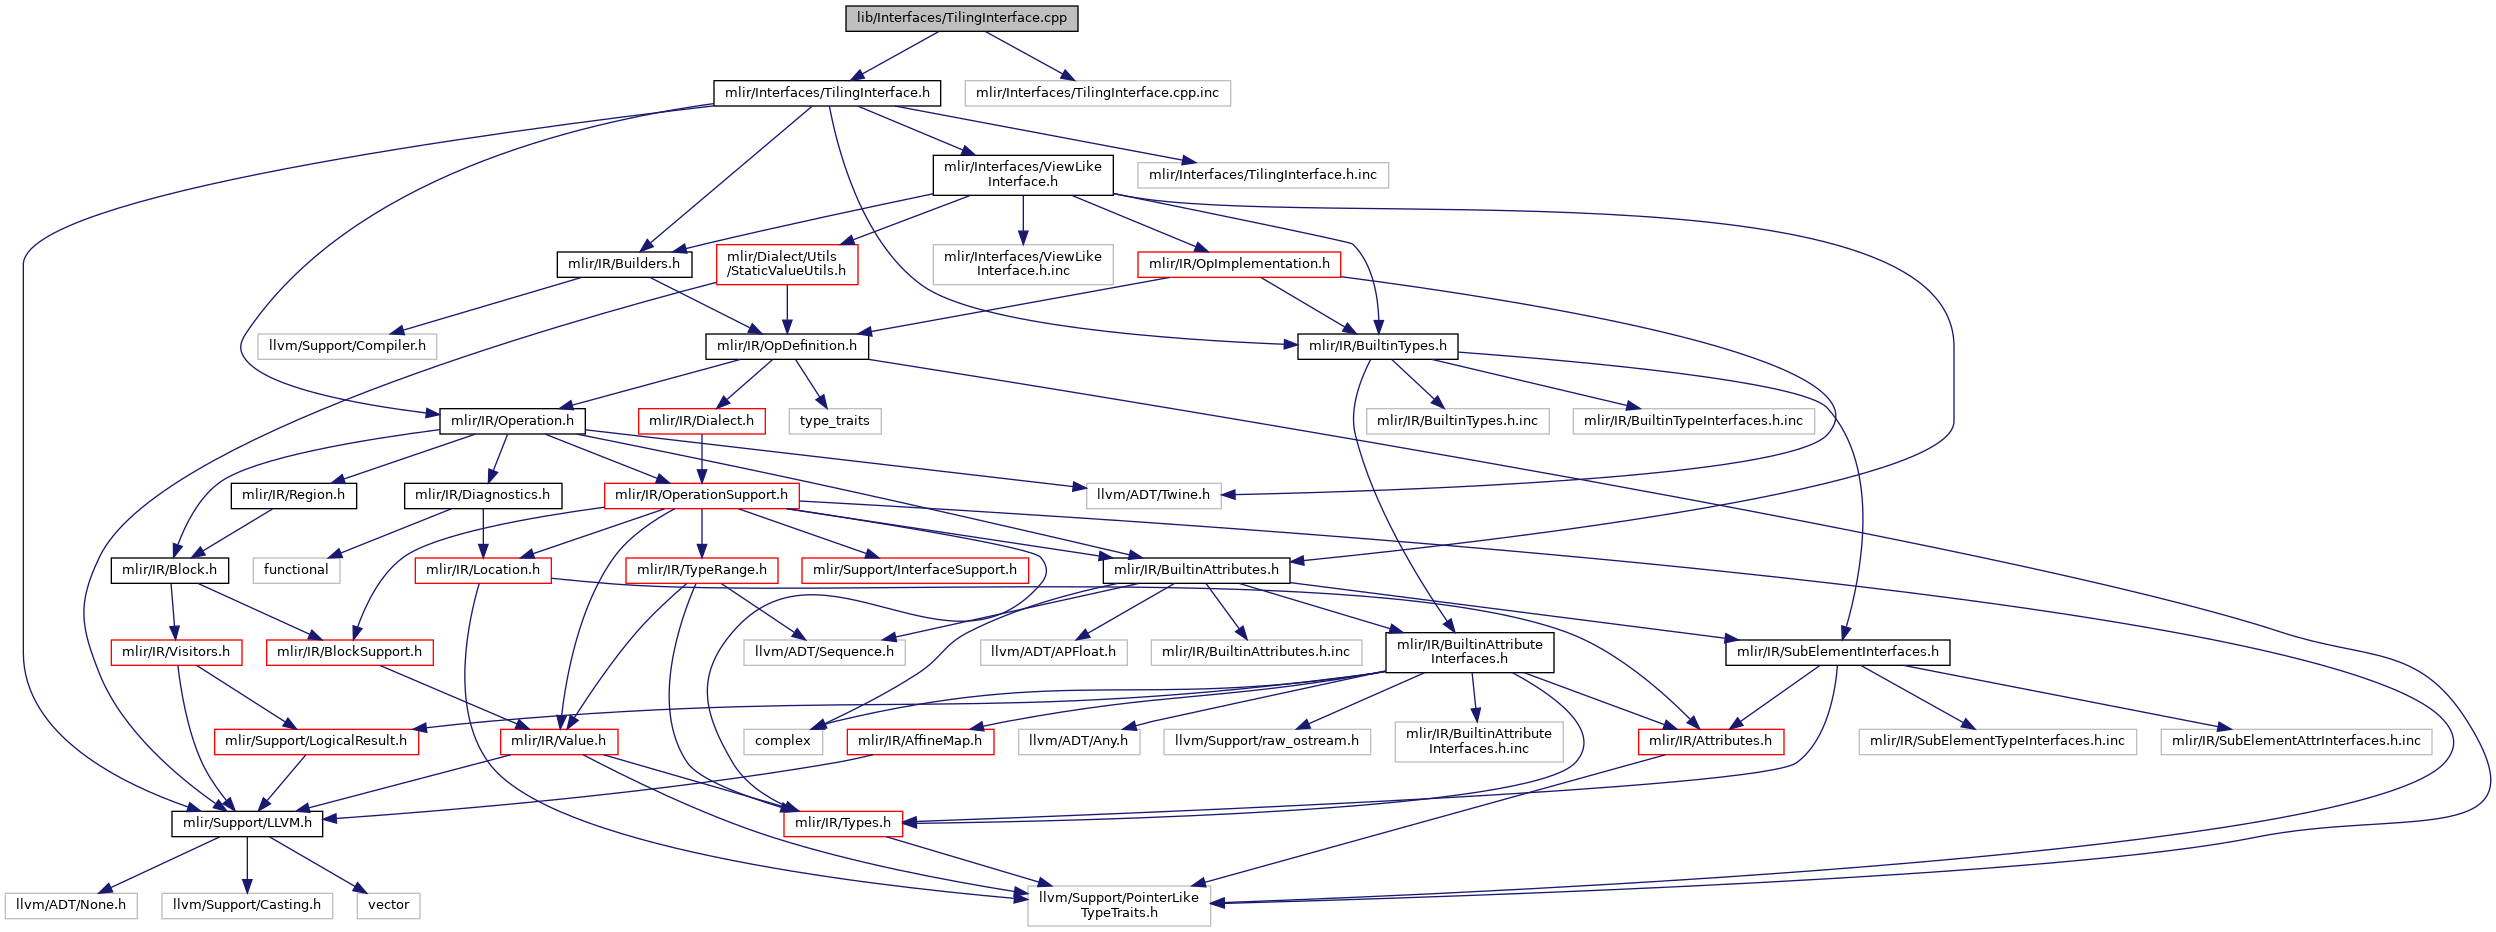 lib/Interfaces/TilingInterface.cpp
mlir/Interfaces/TilingInterface.h
mlir/Interfaces/TilingInterface.cpp.inc
mlir/Interfaces/ViewLike
Interface.h
mlir/Interfaces/TilingInterface.h.inc
mlir/IR/Builders.h
mlir/Dialect/Utils
/StaticValueUtils.h
mlir/Interfaces/ViewLike
Interface.h.inc
mlir/IR/OpImplementation.h
llvm/Support/Compiler.h
mlir/IR/OpDefinition.h
mlir/IR/BuiltinTypes.h
mlir/IR/Operation.h
mlir/IR/Dialect.h
type_traits
mlir/IR/BuiltinTypes.h.inc
mlir/IR/BuiltinTypeInterfaces.h.inc
mlir/IR/Region.h
mlir/IR/Diagnostics.h
mlir/IR/OperationSupport.h
llvm/ADT/Twine.h
mlir/IR/Block.h
functional
mlir/IR/Location.h
mlir/IR/TypeRange.h
mlir/Support/InterfaceSupport.h
mlir/IR/BuiltinAttributes.h
mlir/IR/Visitors.h
mlir/IR/BlockSupport.h
llvm/ADT/Sequence.h
llvm/ADT/APFloat.h
mlir/IR/BuiltinAttributes.h.inc
mlir/IR/BuiltinAttribute
Interfaces.h
mlir/IR/SubElementInterfaces.h
mlir/Support/LogicalResult.h
mlir/IR/Value.h
complex
mlir/IR/AffineMap.h
llvm/ADT/Any.h
llvm/Support/raw_ostream.h
mlir/IR/BuiltinAttribute
Interfaces.h.inc
mlir/IR/Attributes.h
mlir/IR/SubElementTypeInterfaces.h.inc
mlir/IR/SubElementAttrInterfaces.h.inc
mlir/Support/LLVM.h
mlir/IR/Types.h
llvm/ADT/None.h
llvm/Support/Casting.h
vector
llvm/Support/PointerLike
TypeTraits.h